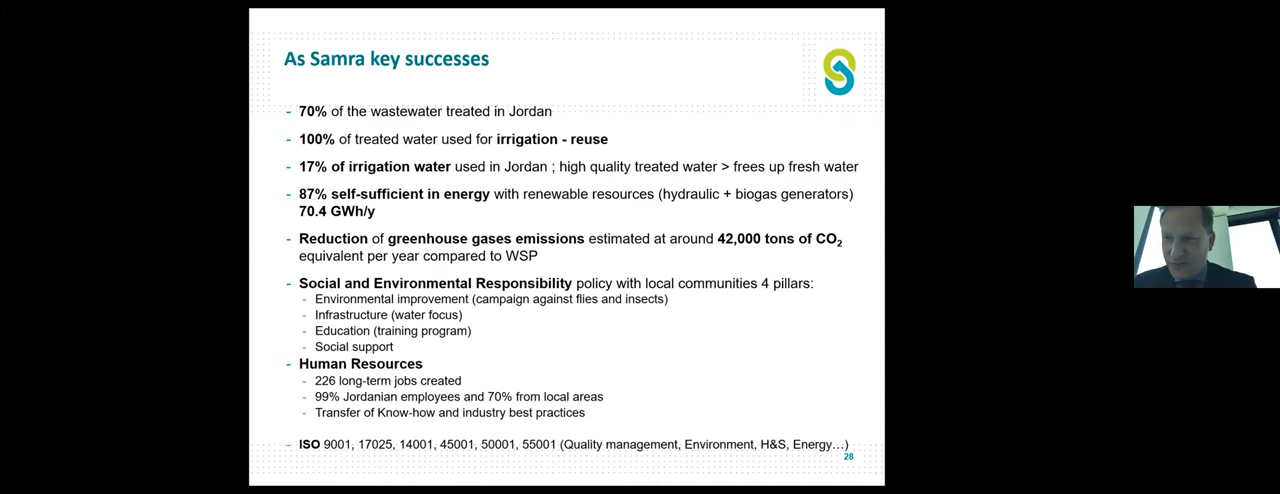 As Samra key successes
- 70% of the wastewater treated in Jordan
- 100% of treated water used for irrigation - reuse
- 17% of irrigation water used in Jordan ; high quality treated water > frees up fresh water
- 87% self-sufficient in energy with renewable resources (hydraulic + biogas generators)
70.4 GWh/y
- Reduction of greenhouse gases emissions estimated at around 42,000 tons of CO₂
equivalent per year compared to WSP
- Social and Environmental Responsibility policy with local communities 4 pillars:
- Environmental improvement (campaign against flies and insects)
- Infrastructure (water focus)
- Education (training program)
- Social support
- Human Resources
- 226 long-term jobs created
- 99% Jordanian employees and 70% from local areas
- Transfer of Know-how and industry best practices
- ISO 9001, 17025, 14001, 45001, 50001, 55001 (Quality management, Environment, H&S, Energy…)
28